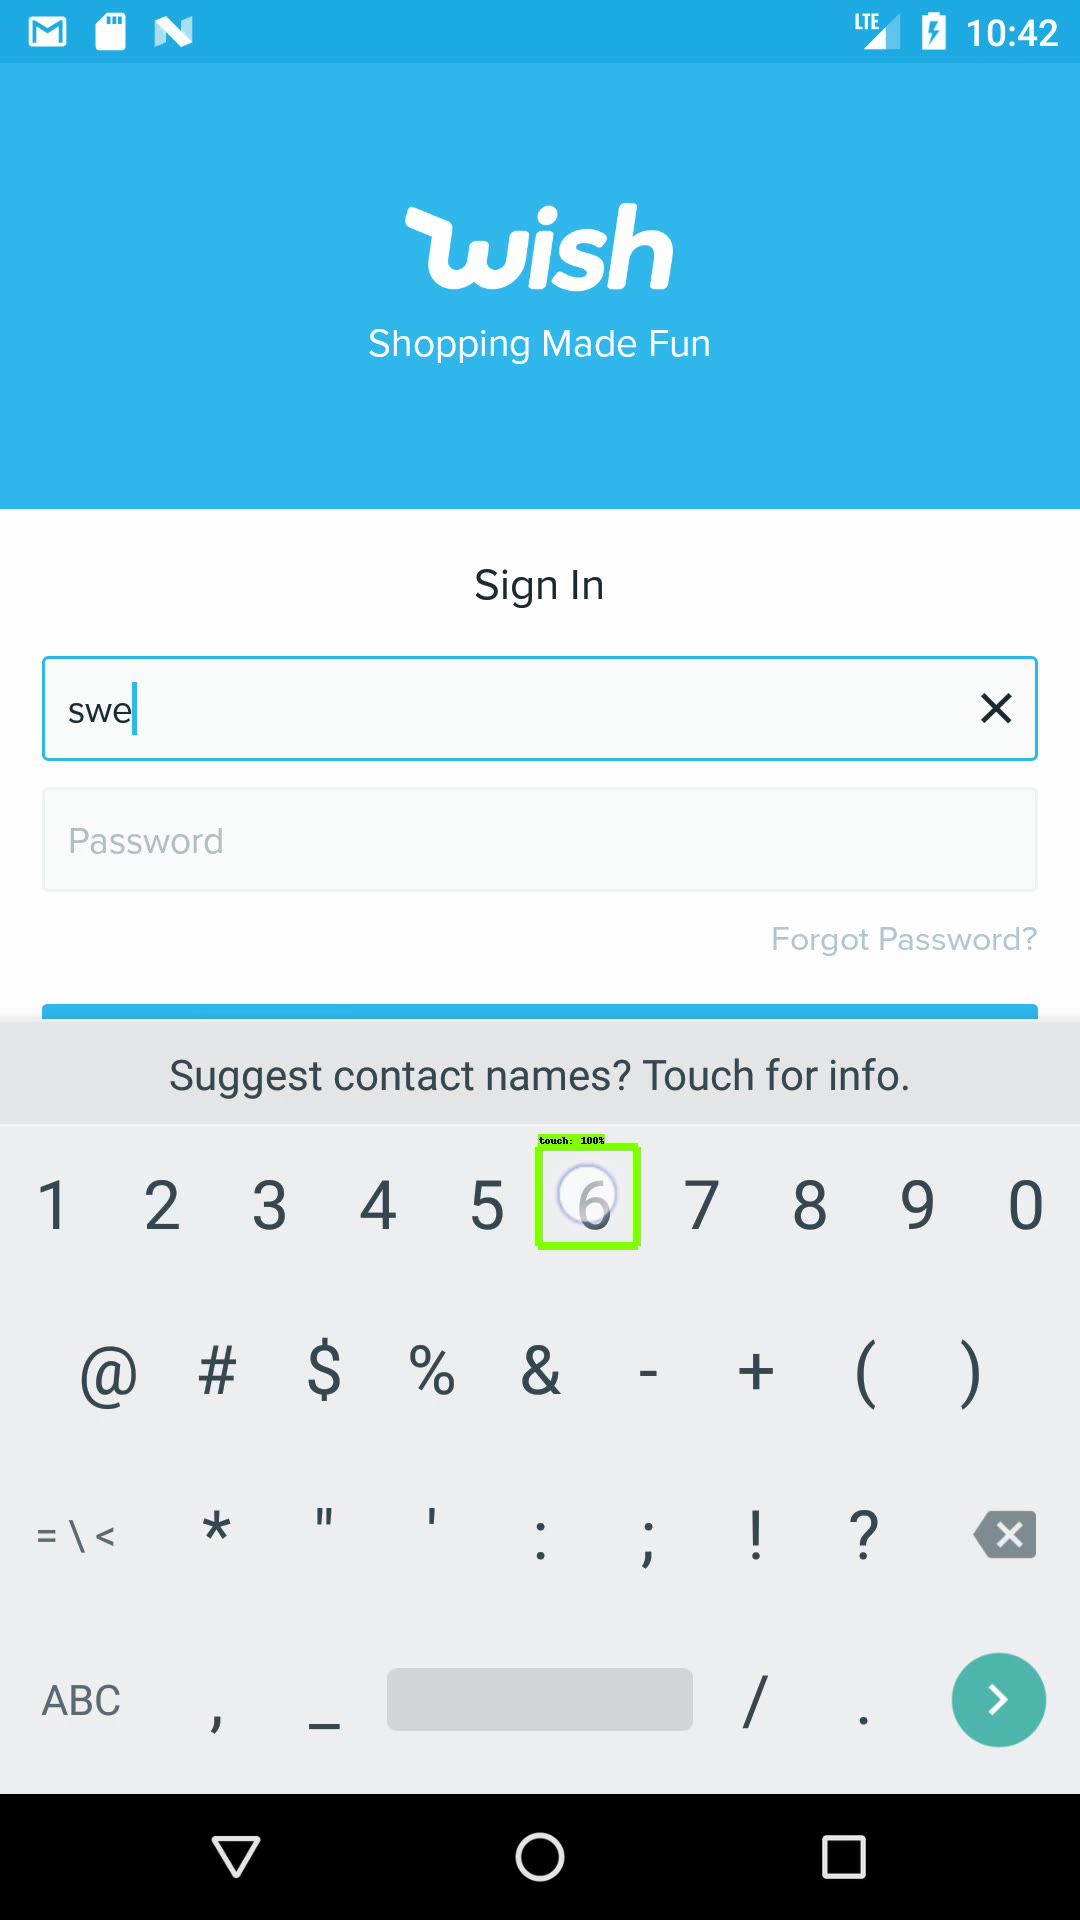 LTE 10:42
wish
Shopping Made Fun
Sign In
swe
Password
Forgot Password?
Suggest contact names? Touch for info.
touch: 100%
1 2 3 4 5 6 7 8 9 0
@ # $ % & - + ( )
= \ < * " ' : ; ! ?
ABC , _ / .